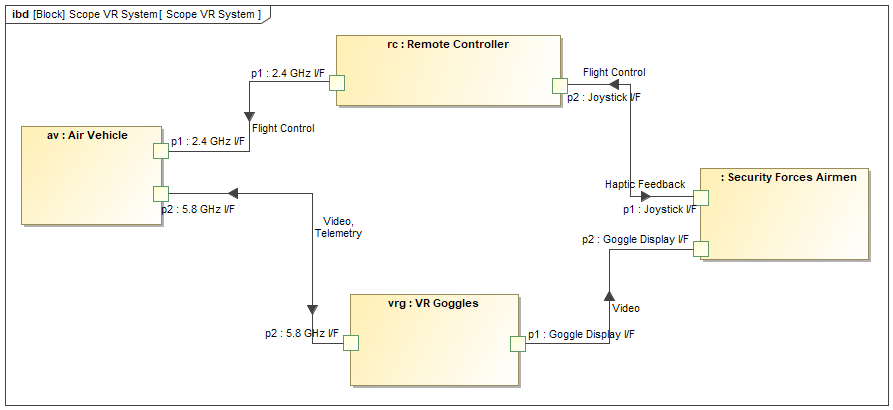 ibd [Block] Scope VR System[ Scope VR System ]
rc : Remote Controller
p1 : 2.4 GHz I/F
Flight Control
p2 : Joystick I/F
Flight Control
av : Air Vehicle
p1 : 2.4 GHz I/F
p2 : 5.8 GHz I/F
: Security Forces Airmen
Haptic Feedback
p1 : Joystick I/F
Video,
Telemetry
p2 : Goggle Display I/F
vrg : VR Goggles
Video
p2 : 5.8 GHz I/F
p1 : Goggle Display I/F